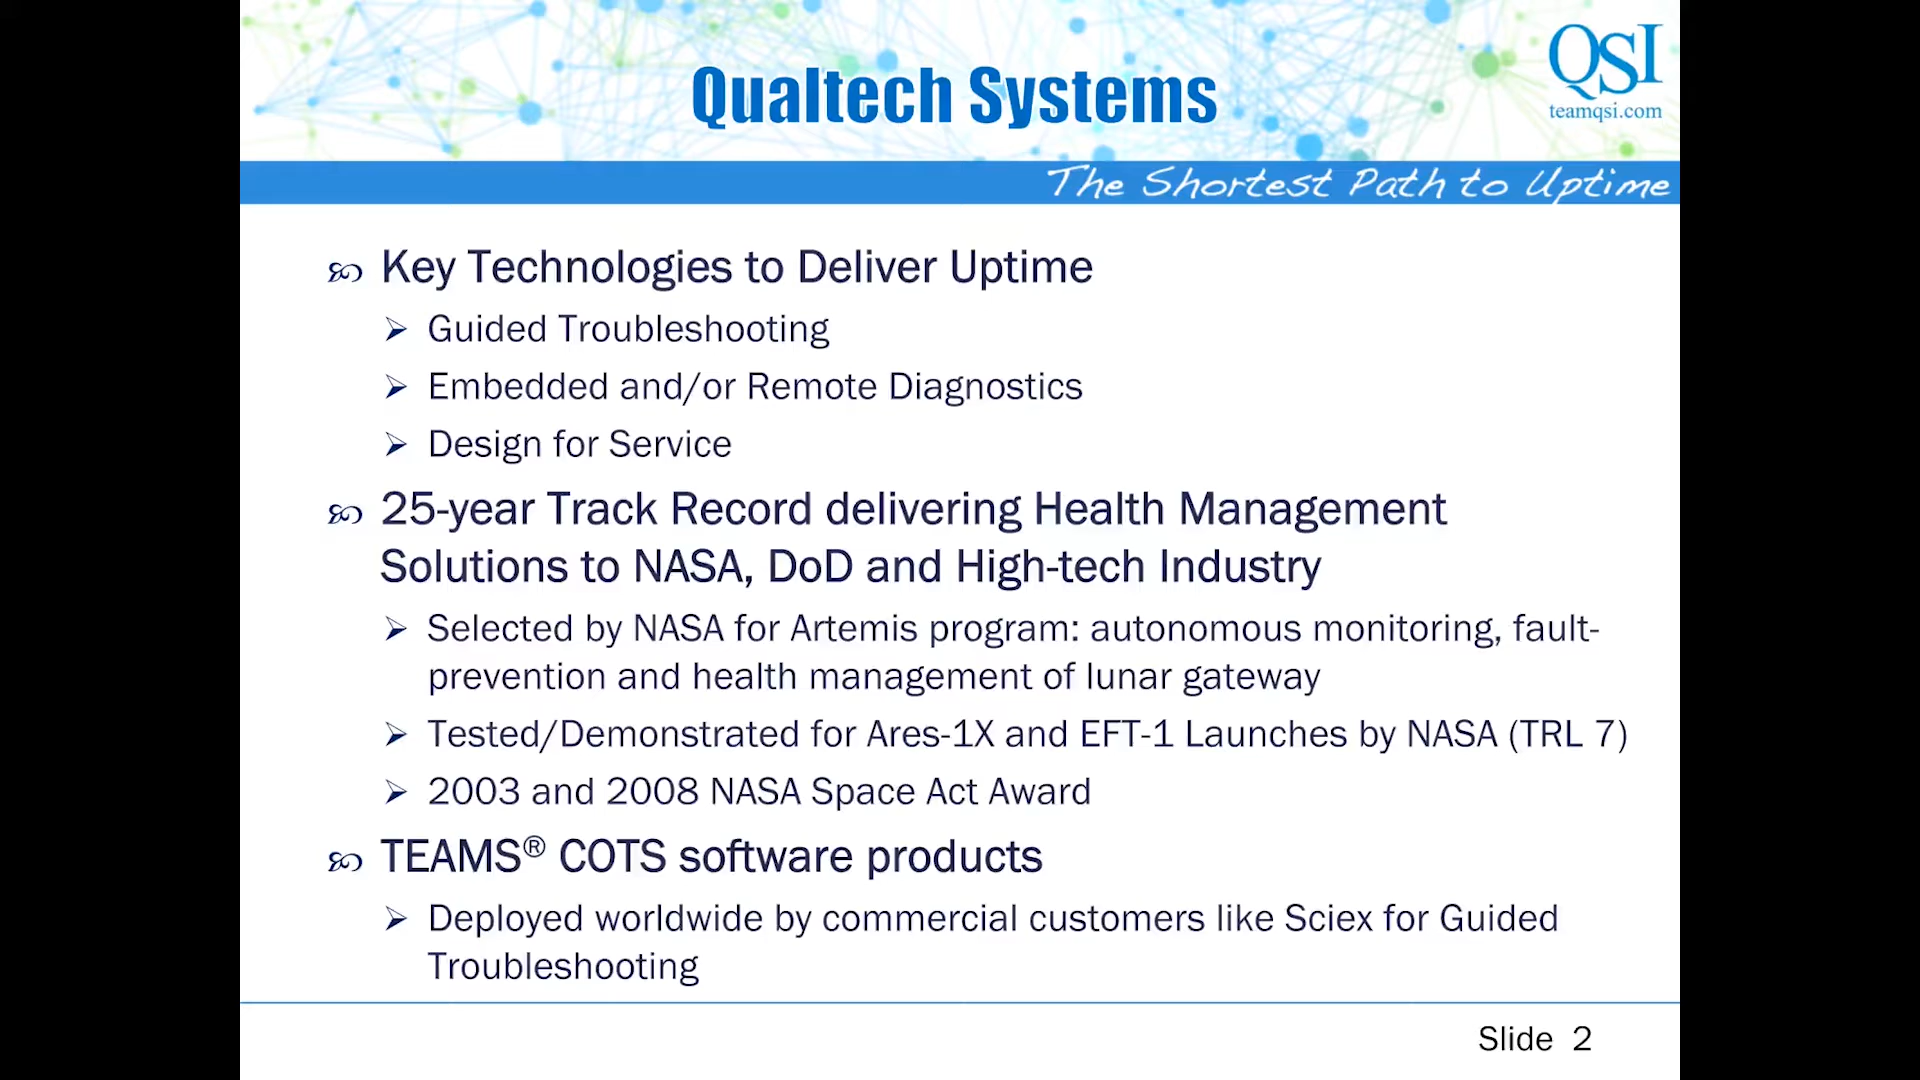 Qualtech Systems
QSI
teamqsi.com
The Shortest Path to Uptime
Key Technologies to Deliver Uptime
Guided Troubleshooting
Embedded and/or Remote Diagnostics
Design for Service
25-year Track Record delivering Health Management
Solutions to NASA, DoD and High-tech Industry
Selected by NASA for Artemis program: autonomous monitoring, fault-
prevention and health management of lunar gateway
Tested/Demonstrated for Ares-1X and EFT-1 Launches by NASA (TRL 7)
2003 and 2008 NASA Space Act Award
TEAMS® COTS software products
Deployed worldwide by commercial customers like Sciex for Guided
Troubleshooting
Slide 2